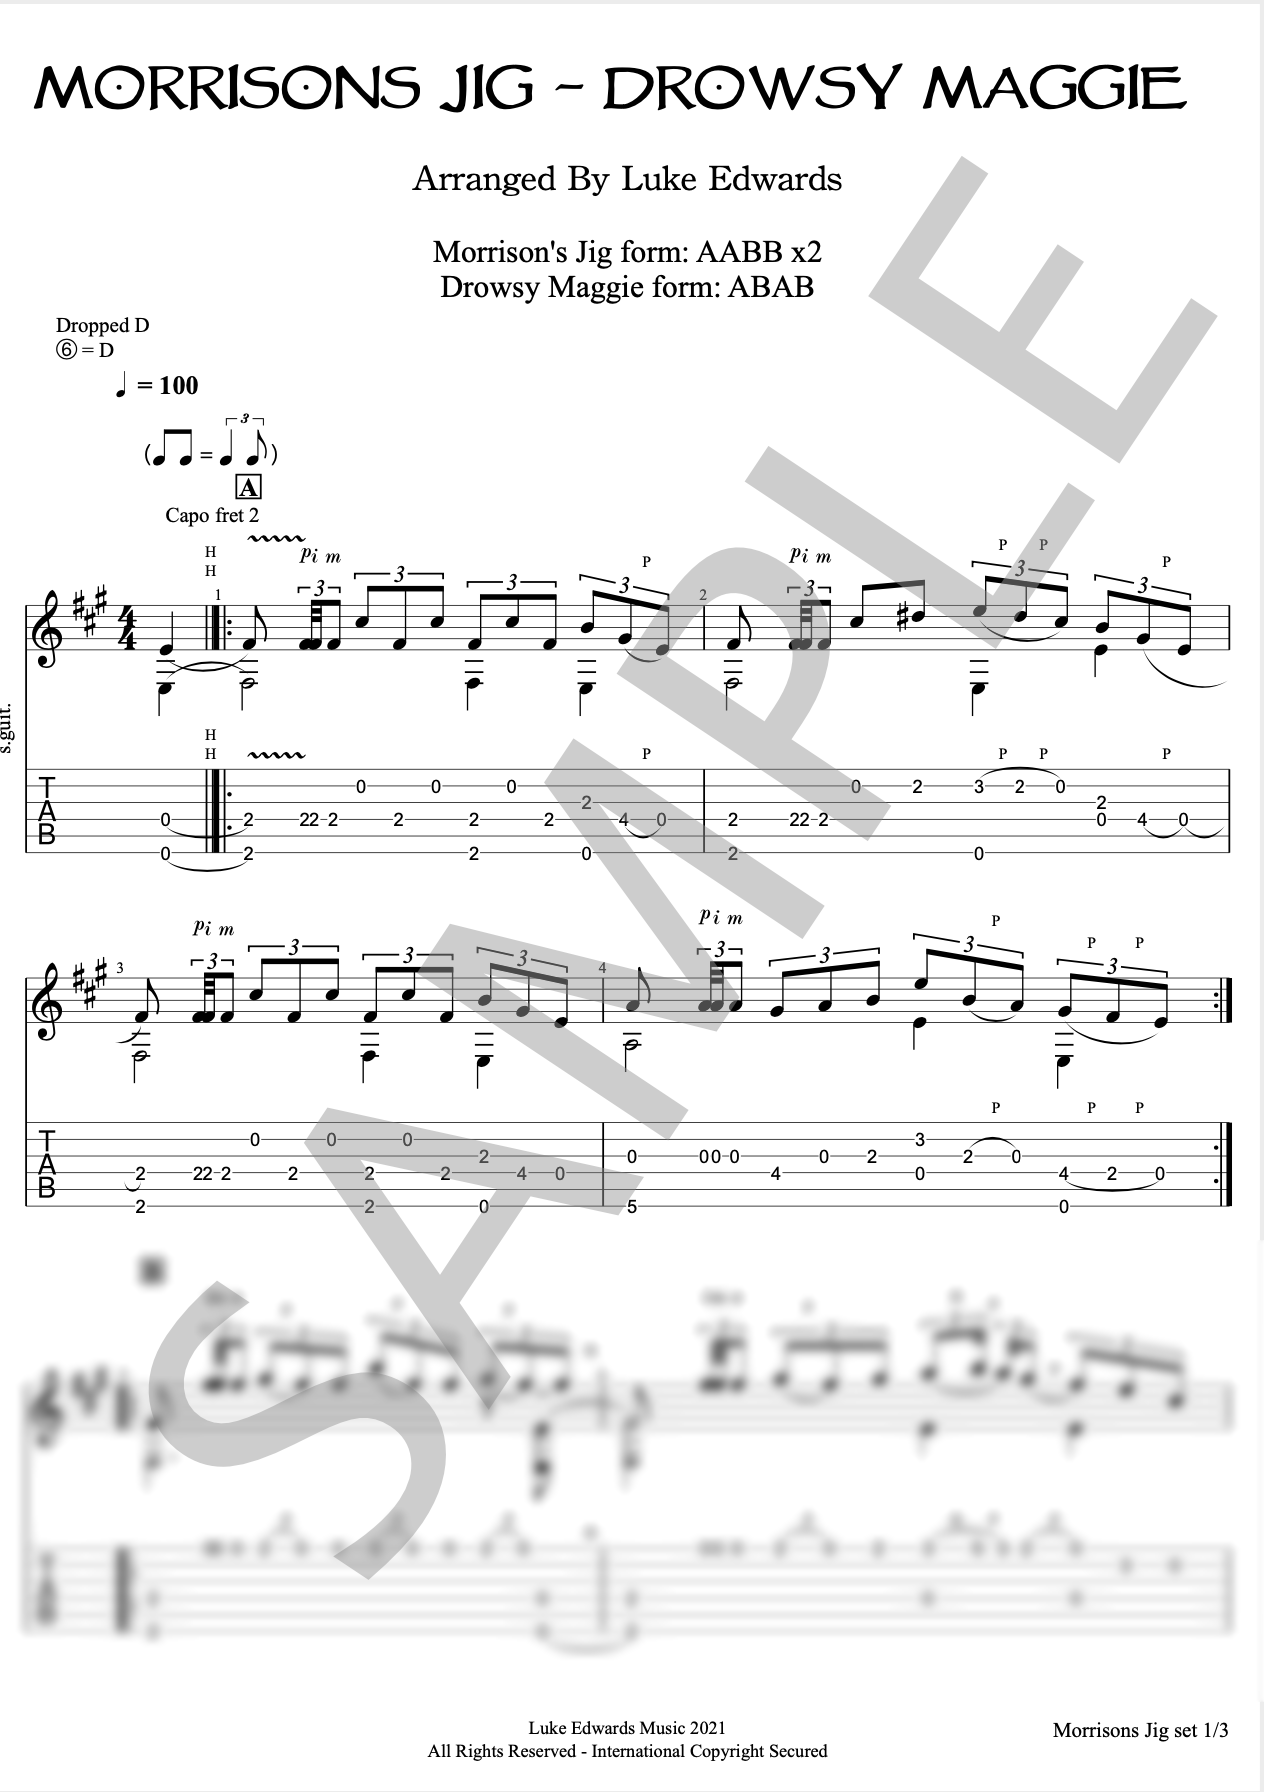 MORRISONS JIG ~ DROWSY MAGGIE
Arranged By Luke Edwards
Morrison's Jig form: AABB x2
Drowsy Maggie form: ABAB
Dropped D
⑥ = D
♩ = 100
3
(♫ = ♩ ♪)
A
Capo fret 2
H
H
1
p i m
3
3
3
3
P
2
p i m
3
P
P
3
3
P
4
4
s.guit.
H
H
P
P
P
P
T
A
B
0 0 0 2 3 2 0
0 2 22 2 2 2 2 2 4 0 2 22 2 2 0 4 0
0 2 2 0 2 0
3
p i m
3
3
3
3
4
p i m
3
3
3
P
3
P
P
P
P
P
T
A
B
0 0 0 3
2 0 00 0 0 2 2 0
2 22 2 2 2 2 4 0 4 0 4 2 0
2 2 0 5 0
SAMPLE
Luke Edwards Music 2021
All Rights Reserved - International Copyright Secured
Morrisons Jig set 1/3